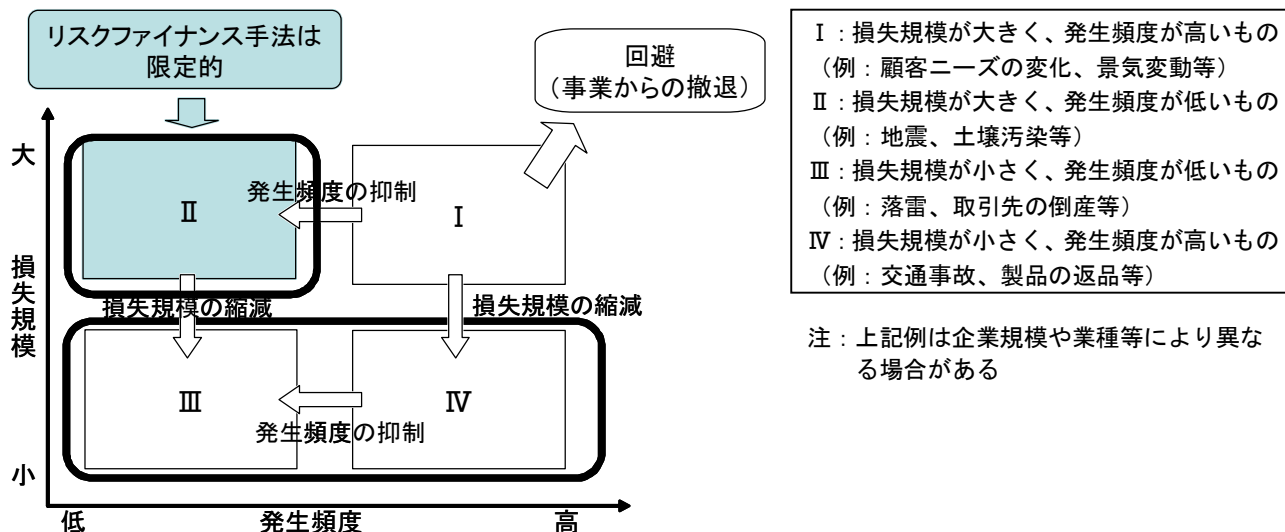 リスクファイナンス手法は
限定的
回避
（事業からの撤退）
大
Ⅱ
発生頻度の抑制
Ⅰ
損失規模
損失規模の縮減
損失規模の縮減
Ⅲ
発生頻度の抑制
Ⅳ
小
低
発生頻度
高
Ⅰ：損失規模が大きく、発生頻度が高いもの
（例：顧客ニーズの変化、景気変動等）
Ⅱ：損失規模が大きく、発生頻度が低いもの
（例：地震、土壌汚染等）
Ⅲ：損失規模が小さく、発生頻度が低いもの
（例：落雷、取引先の倒産等）
Ⅳ：損失規模が小さく、発生頻度が高いもの
（例：交通事故、製品の返品等）
注：上記例は企業規模や業種等により異な
る場合がある